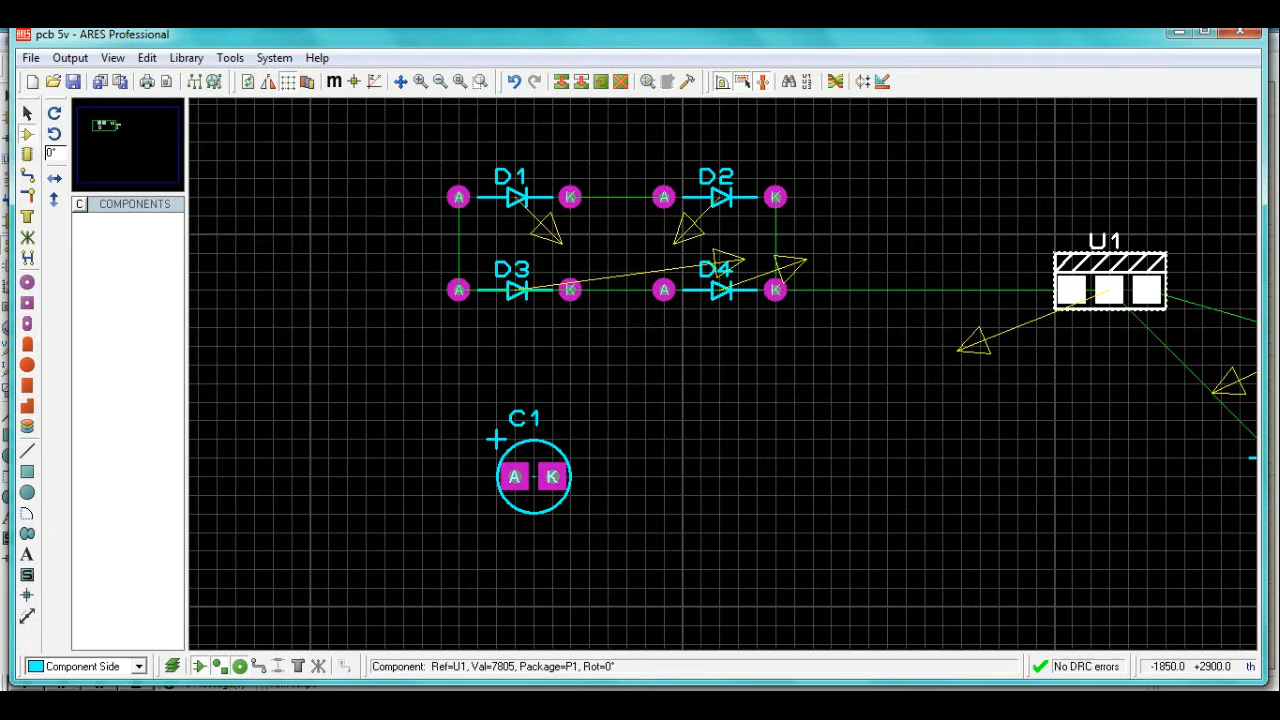 pcb 5v - ARES Professional
File Output View Edit Library Tools System Help
m
0°
C COMPONENTS
D1 D2
A K A K
D3 D4
A K A K
U1
C1
+
A K
A
S
Component Side
Component: Ref=U1, Val=7805, Package=P1, Rot=0°
No DRC errors
-1850.0 +2900.0 th